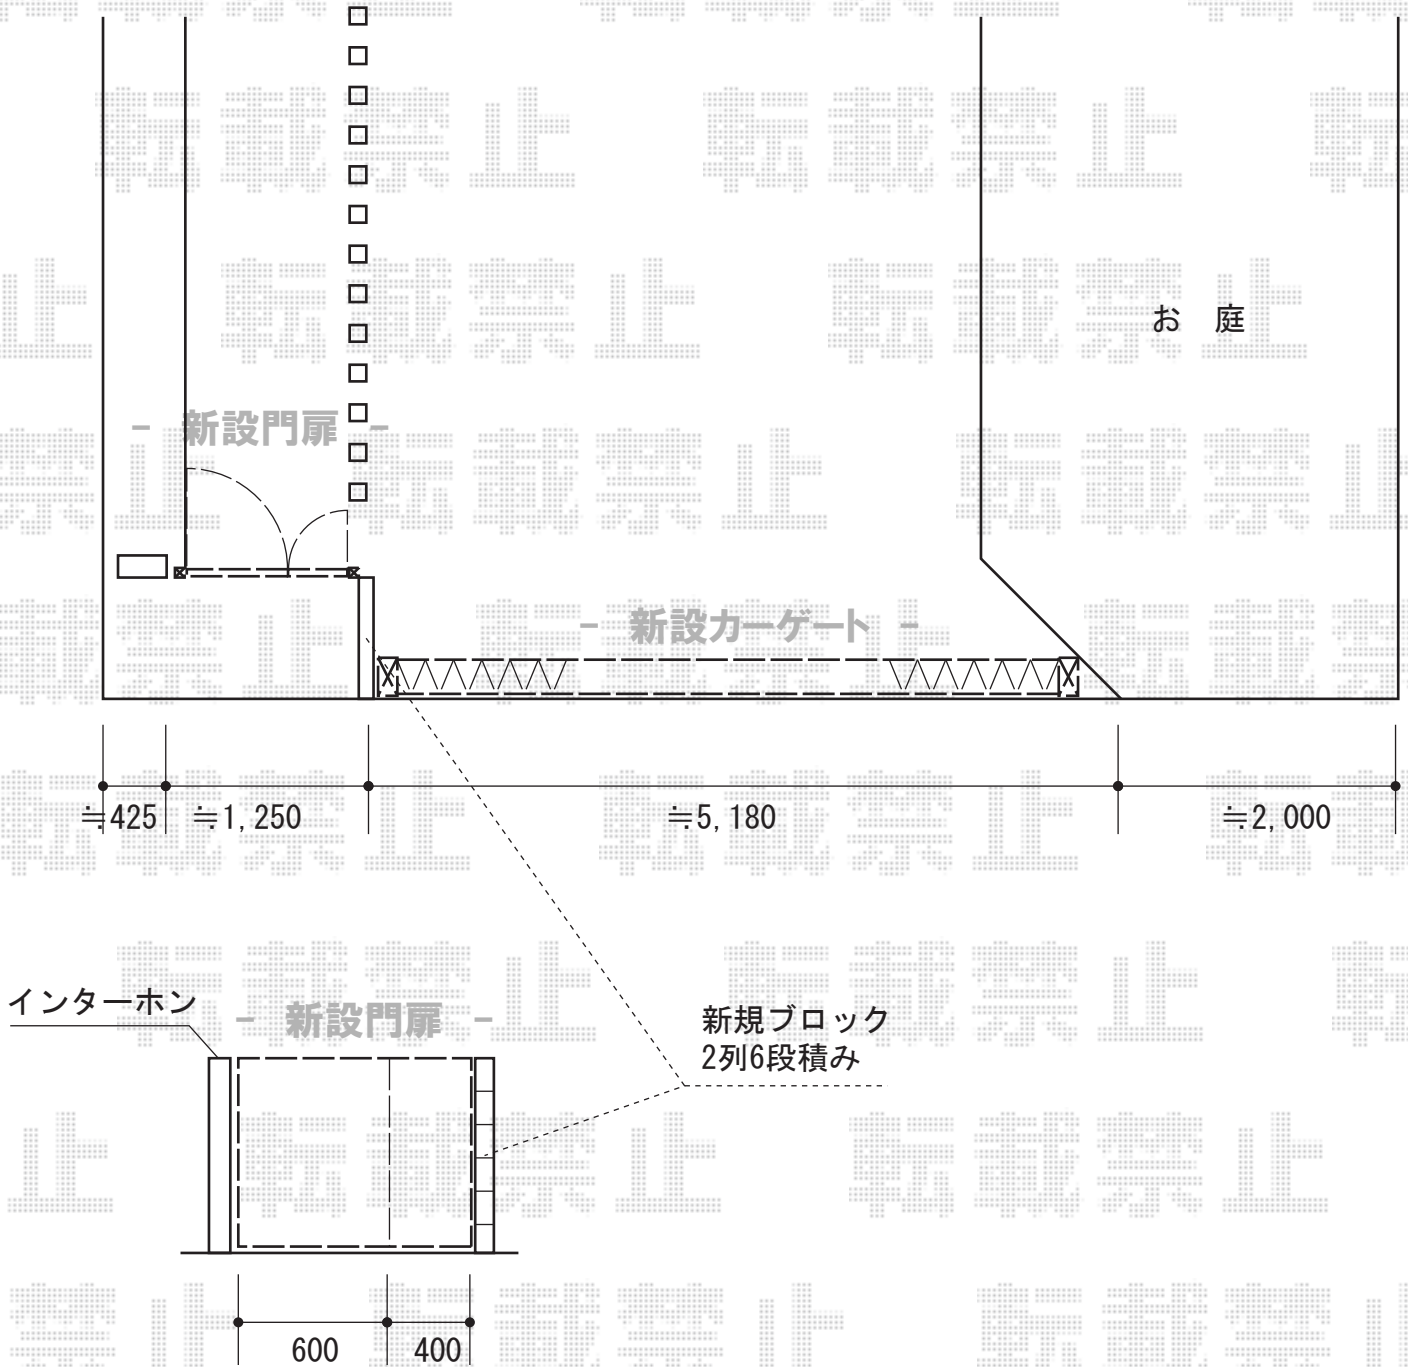 お 庭
- 新設門扉 -
- 新設カーゲート -
≒425
≒1,250
≒5,180
≒2,000
インターホン
- 新設門扉 -
新規ブロック
2列6段積み
600
400
転載禁止